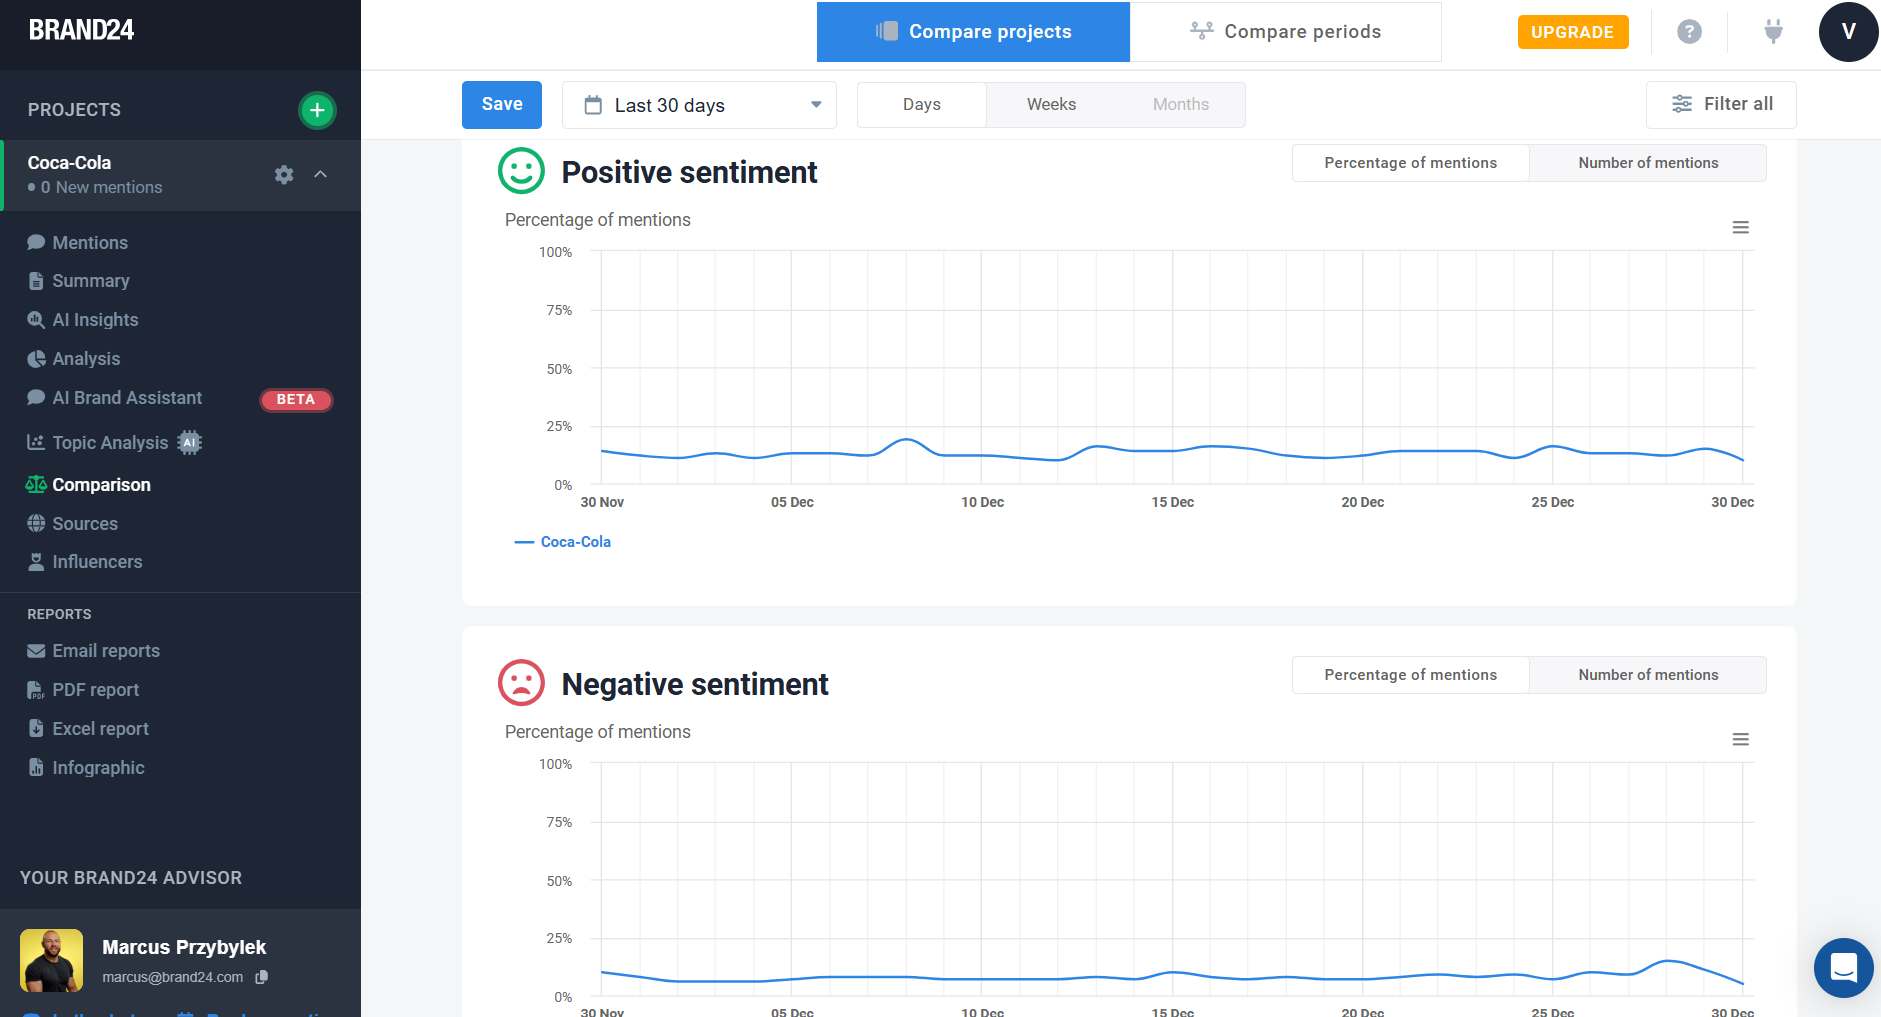 BRAND24
Compare projects
Compare periods
UPGRADE
?
V
PROJECTS
+
Save
Last 30 days
Days
Weeks
Months
Filter all
Coca-Cola
0 New mentions
Mentions
Summary
AI Insights
Analysis
AI Brand Assistant
BETA
Topic Analysis
AI
Comparison
Sources
Influencers
REPORTS
Email reports
PDF report
Excel report
Infographic
YOUR BRAND24 ADVISOR
Marcus Przybylek
marcus@brand24.com
Positive sentiment
Percentage of mentions
Number of mentions
Percentage of mentions
100%
75%
50%
25%
0%
30 Nov
05 Dec
10 Dec
15 Dec
20 Dec
25 Dec
30 Dec
Coca-Cola
Negative sentiment
Percentage of mentions
Number of mentions
Percentage of mentions
100%
75%
50%
25%
0%
30 Nov
05 Dec
10 Dec
15 Dec
20 Dec
25 Dec
30 Dec